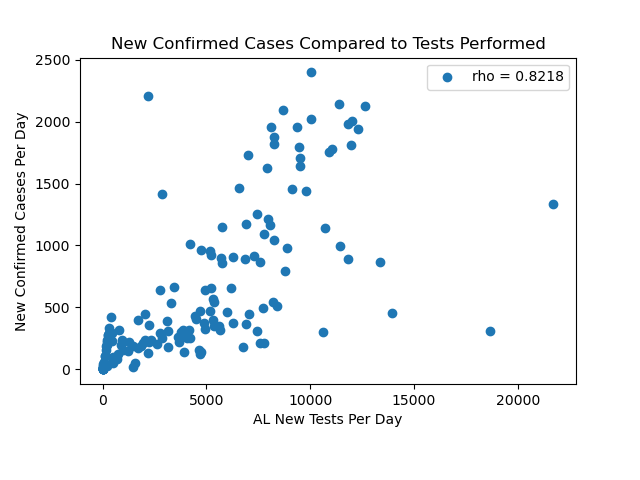 New Confirmed Cases Compared to Tests Performed
rho = 0.8218
New Confirmed Caeses Per Day
2500
2000
1500
1000
500
0
0
5000
10000
15000
20000
AL New Tests Per Day